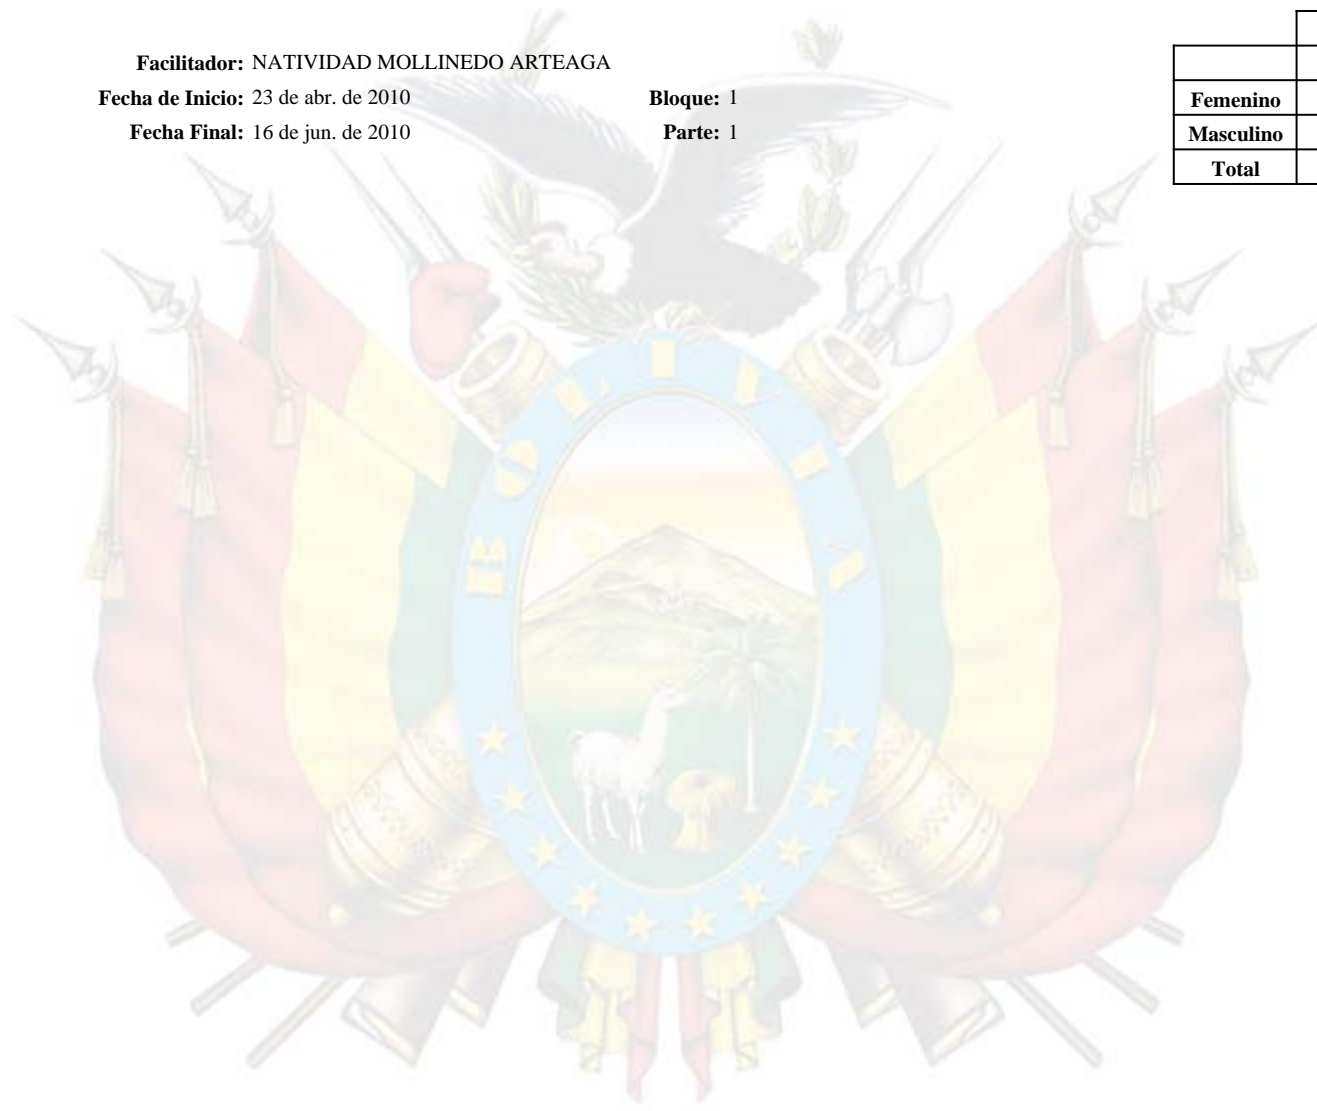 Facilitador: NATIVIDAD MOLLINEDO ARTEAGA
Fecha de Inicio: 23 de abr. de 2010 Bloque: 1
Fecha Final: 16 de jun. de 2010 Parte: 1
Femenino
Masculino
Total
BOLIVIA